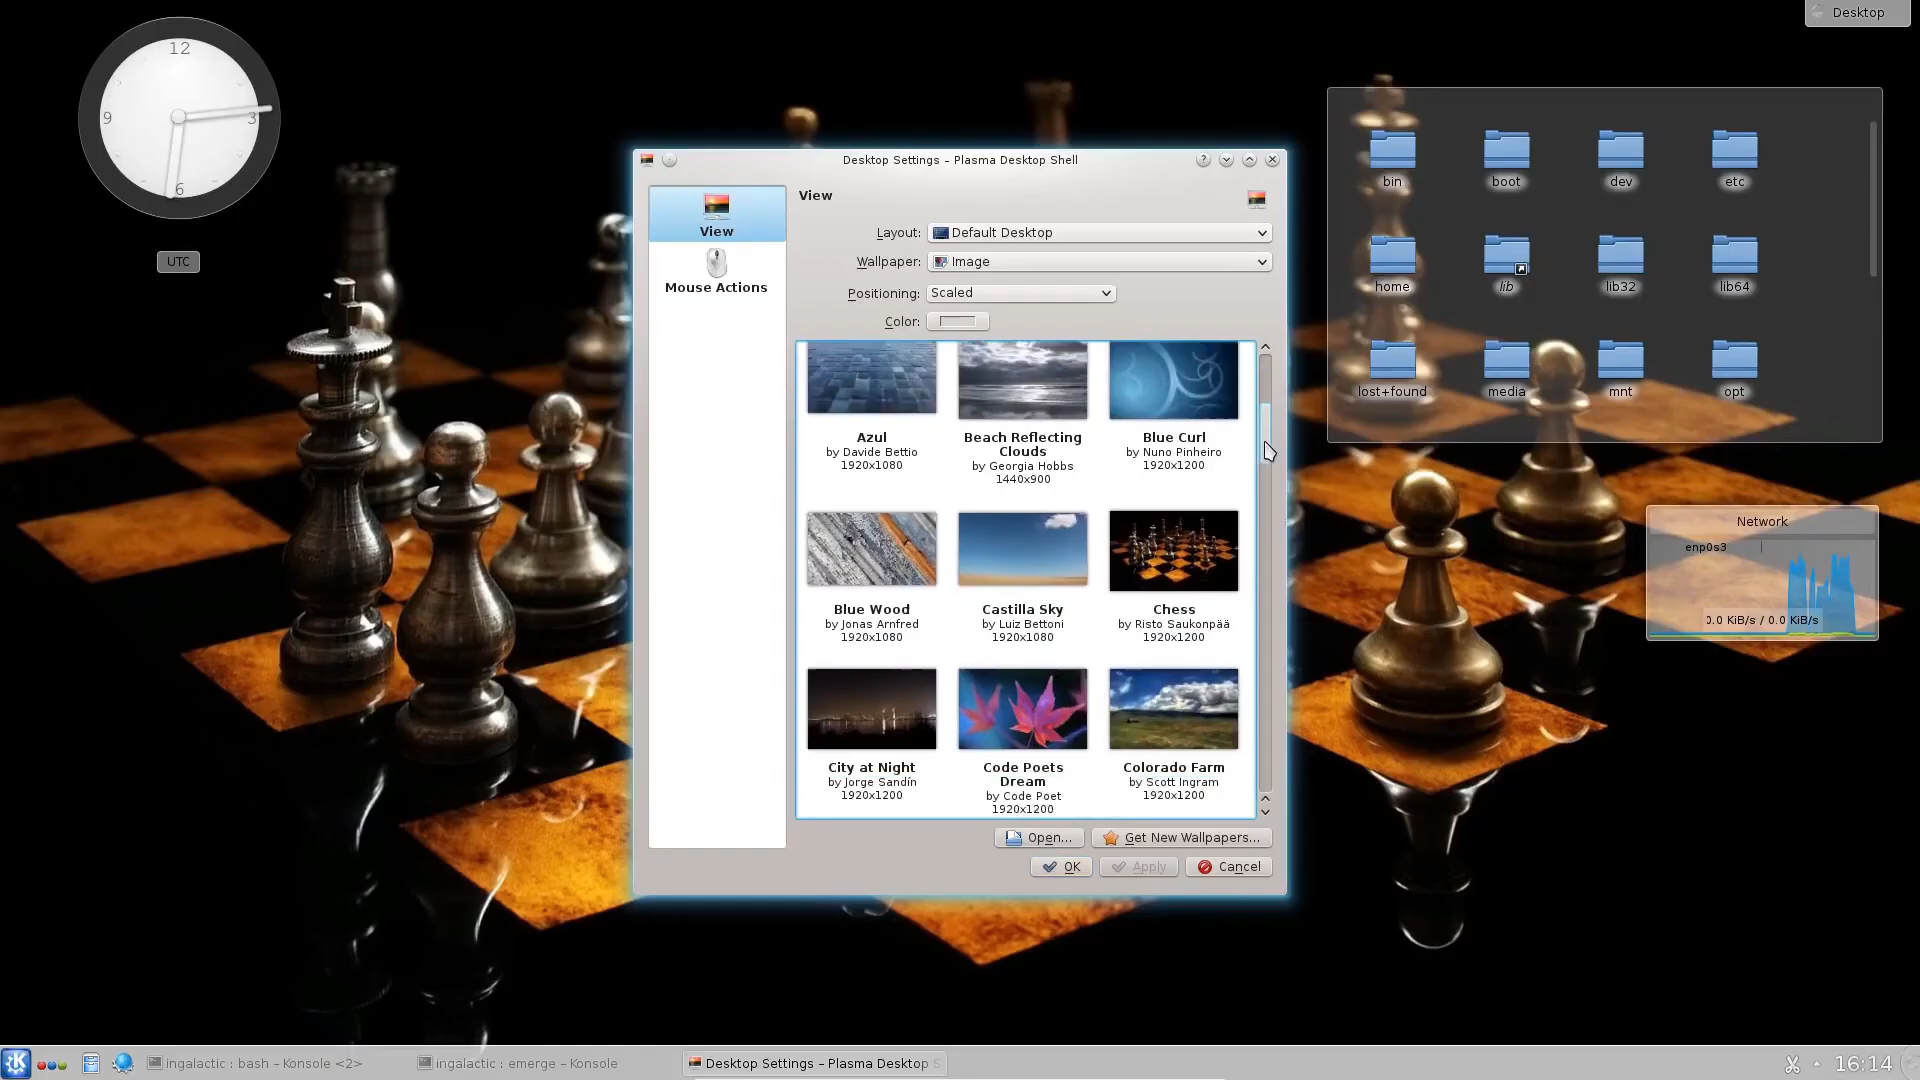 Desktop
12
9
3
6
UTC
Desktop Settings – Plasma Desktop Shell
View
Mouse Actions
View
Layout:
Default Desktop
Wallpaper:
Image
Positioning:
Scaled
Color:
Azul
by Davide Bettio
1920x1080
Beach Reflecting
Clouds
by Georgia Hobbs
1440x900
Blue Curl
by Nuno Pinheiro
1920x1200
Blue Wood
by Jonas Arnfred
1920x1080
Castilla Sky
by Luiz Bettoni
1920x1080
Chess
by Risto Saukonpää
1920x1200
City at Night
by Jorge Sandín
1920x1200
Code Poets
Dream
by Code Poet
1920x1200
Colorado Farm
by Scott Ingram
1920x1200
Open...
Get New Wallpapers...
OK
Apply
Cancel
bin
boot
dev
etc
home
lib
lib32
lib64
lost+found
media
mnt
opt
Network
enp0s3
0.0 KiB/s / 0.0 KiB/s
ingalactic : bash – Konsole <2>
ingalactic : emerge – Konsole
Desktop Settings – Plasma Desktop S
16:14